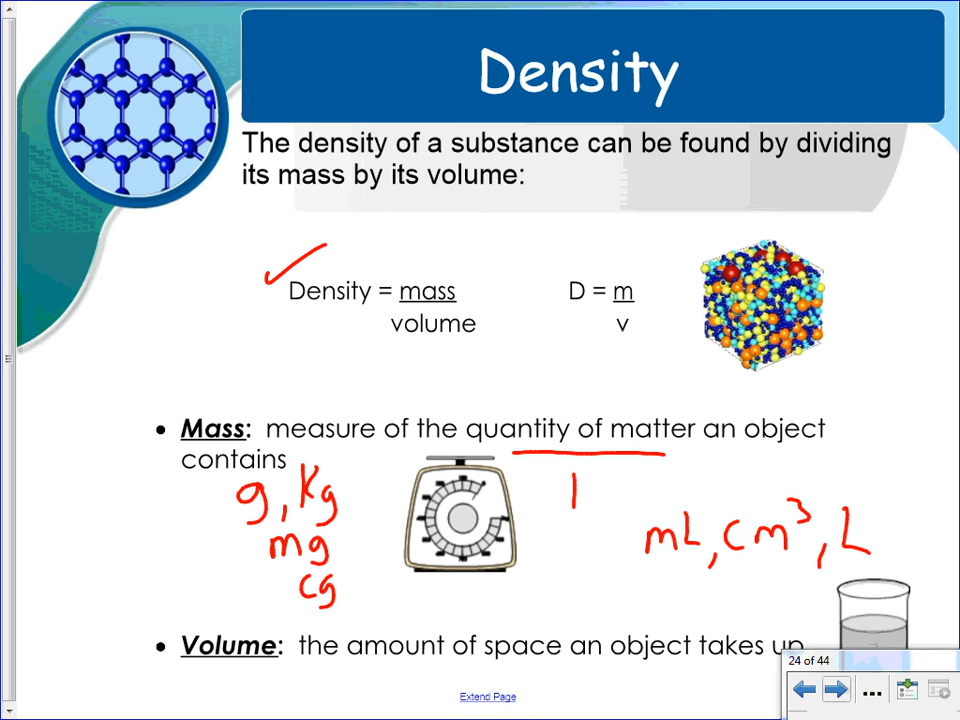 Density
The density of a substance can be found by dividing
its mass by its volume:
Density = mass
volume
D = m
v
• Mass: measure of the quantity of matter an object
contains
g, kg
mg
cg
mL, cm³, L
• Volume: the amount of space an object takes up
24 of 44
Extend Page